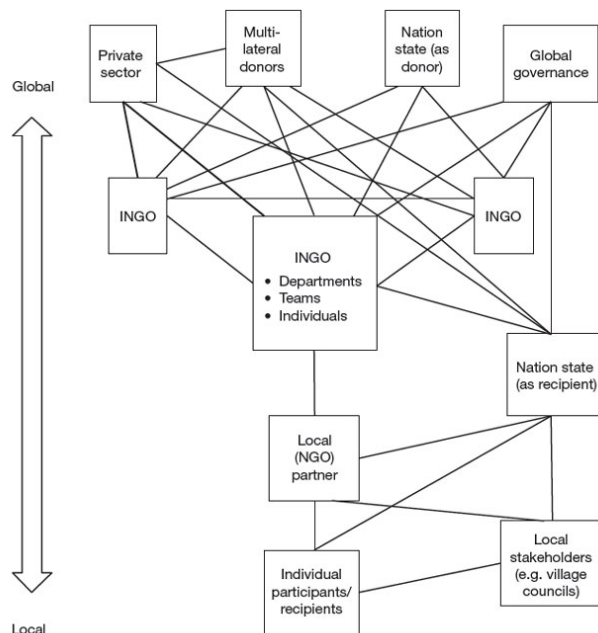 Private
sector
Multi-
lateral
donors
Nation
state (as
donor)
Global
governance
Global
INGO
INGO
INGO
• Departments
• Teams
• Individuals
Nation state
(as recipient)
Local
(NGO)
partner
Individual
participants/
recipients
Local
stakeholders
(e.g. village
councils)
Local